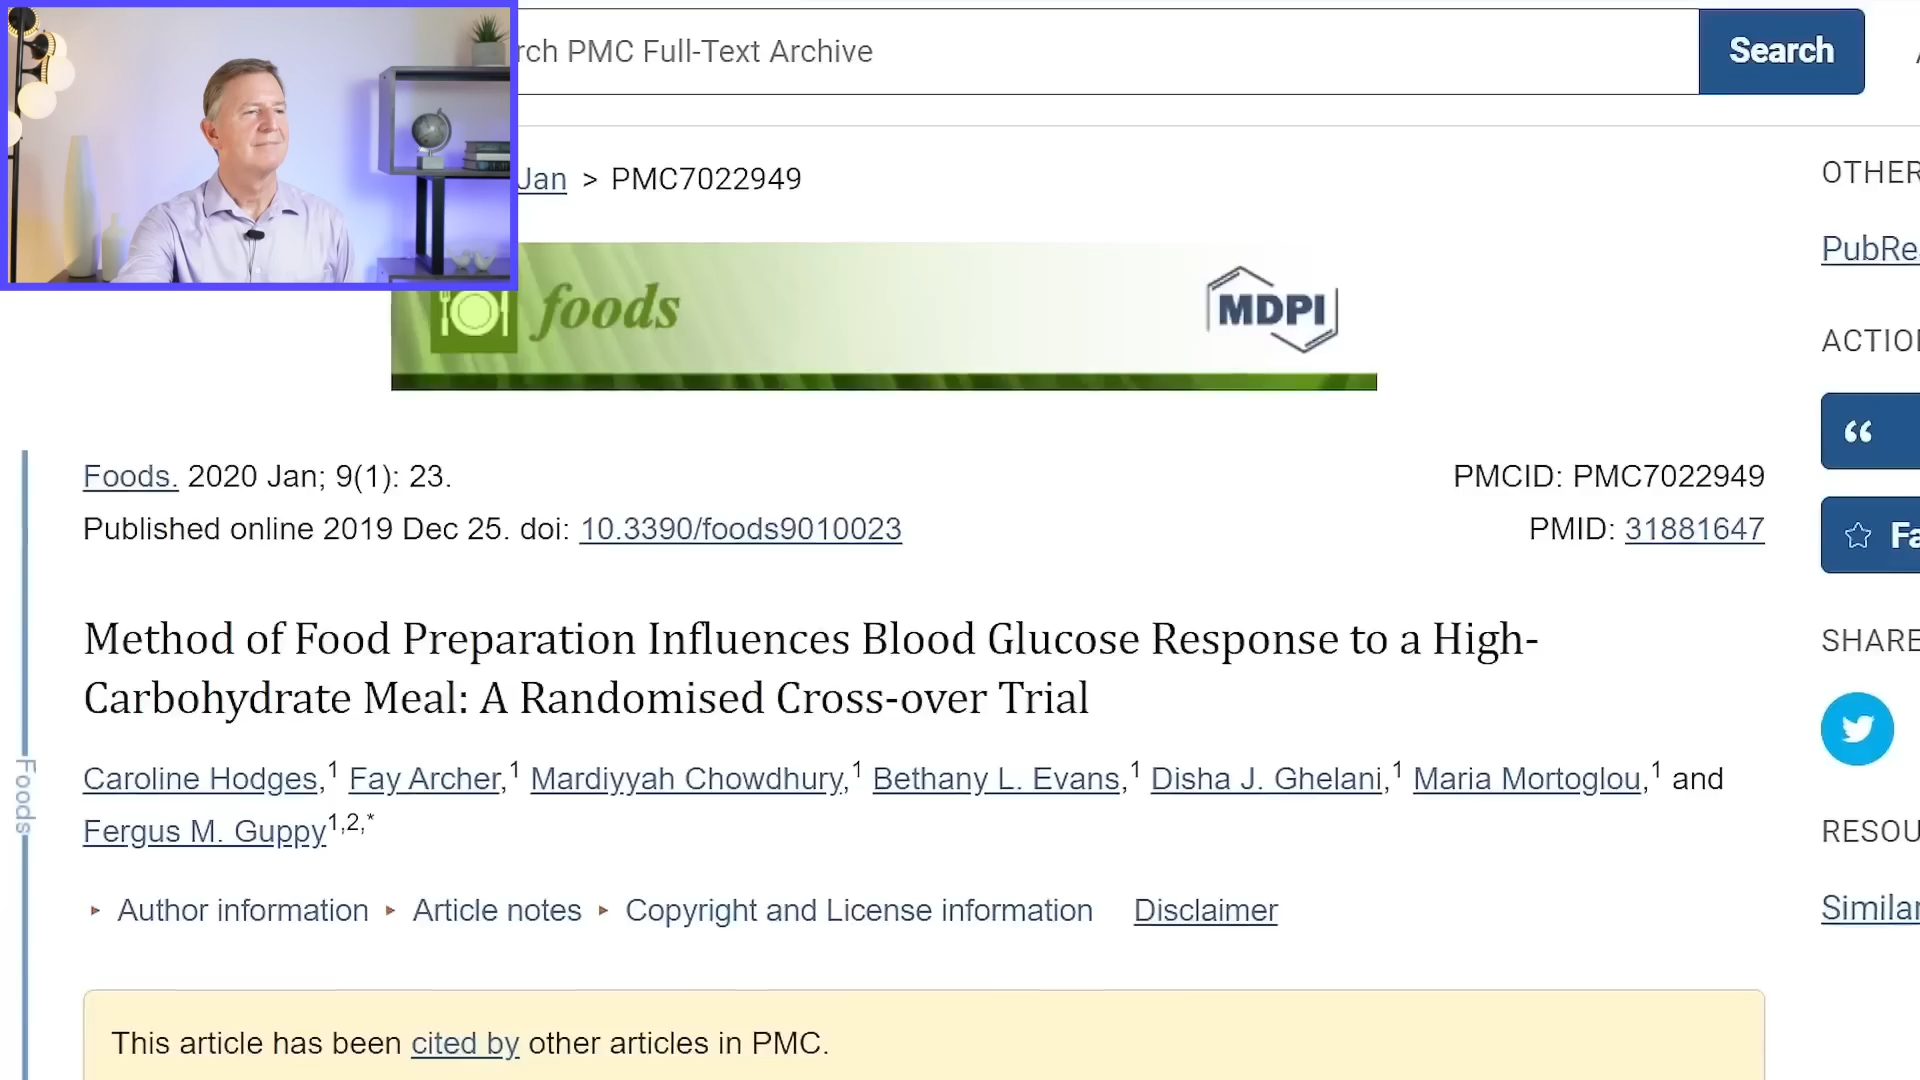 PMC Full-Text Archive
Search
Jan > PMC7022949
foods
MDPI
Foods. 2020 Jan; 9(1): 23.
Published online 2019 Dec 25. doi: 10.3390/foods9010023
PMCID: PMC7022949
PMID: 31881647
Method of Food Preparation Influences Blood Glucose Response to a High-
Carbohydrate Meal: A Randomised Cross-over Trial
Caroline Hodges,1 Fay Archer,1 Mardiyyah Chowdhury,1 Bethany L. Evans,1 Disha J. Ghelani,1 Maria Mortoglou,1 and
Fergus M. Guppy1,2,*
Author information Article notes Copyright and License information Disclaimer
This article has been cited by other articles in PMC.
Foods
OTHER
PubRe
ACTIO
Fa
SHARE
RESOU
Similar